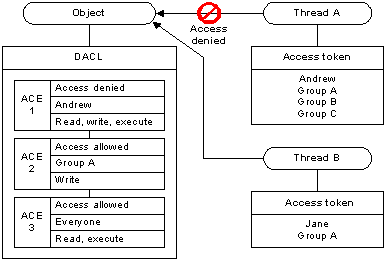 Object
Thread A
Access
denied
DACL
Access token
Andrew
Group A
Group B
Group C
ACE
1
Access denied
Andrew
Read, write, execute
ACE
2
Access allowed
Group A
Write
ACE
3
Access allowed
Everyone
Read, execute
Thread B
Access token
Jane
Group A